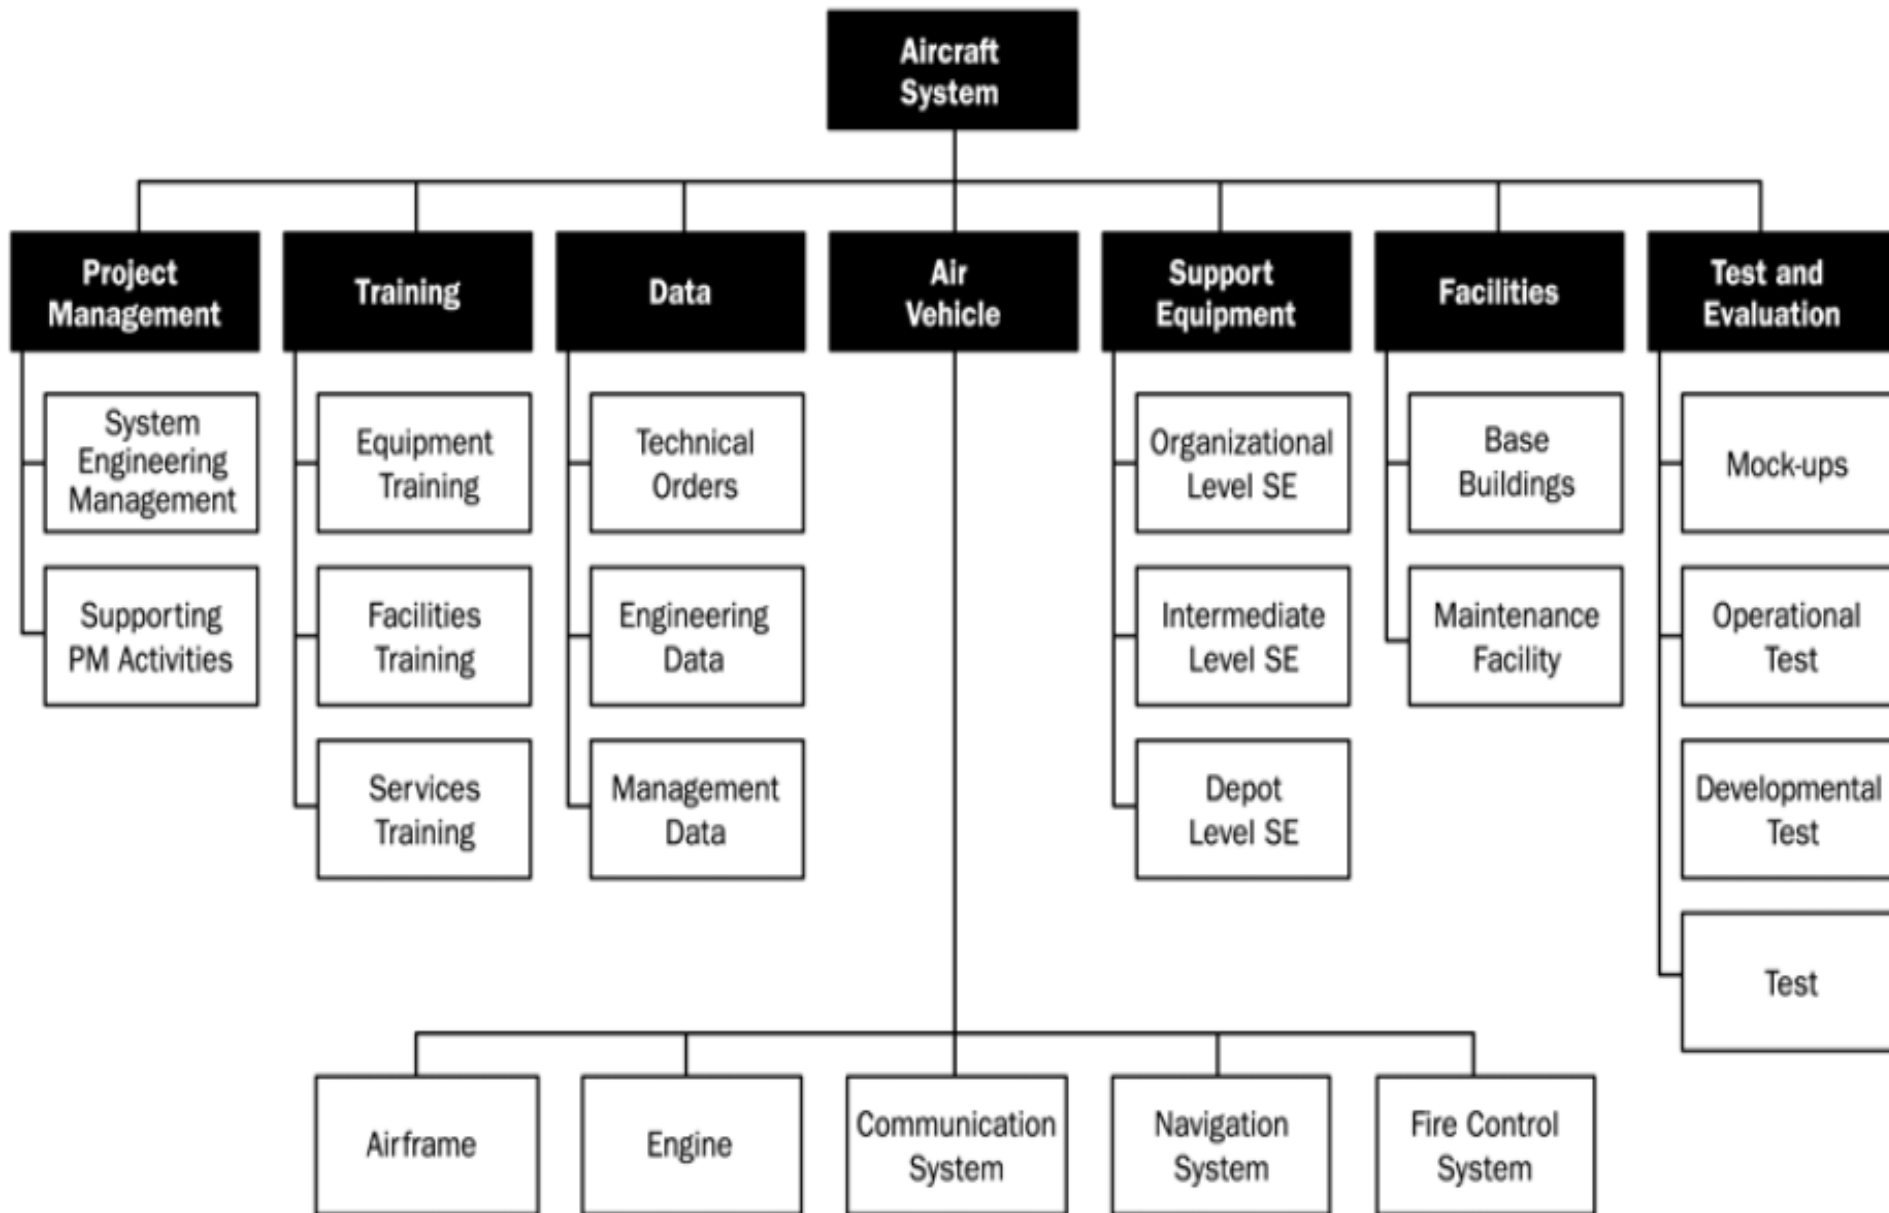 Aircraft
System
Project
Management
Training
Data
Air
Vehicle
Support
Equipment
Facilities
Test and
Evaluation
System
Engineering
Management
Supporting
PM Activities
Equipment
Training
Facilities
Training
Services
Training
Technical
Orders
Engineering
Data
Management
Data
Organizational
Level SE
Intermediate
Level SE
Depot
Level SE
Base
Buildings
Maintenance
Facility
Mock-ups
Operational
Test
Developmental
Test
Test
Airframe
Engine
Communication
System
Navigation
System
Fire Control
System